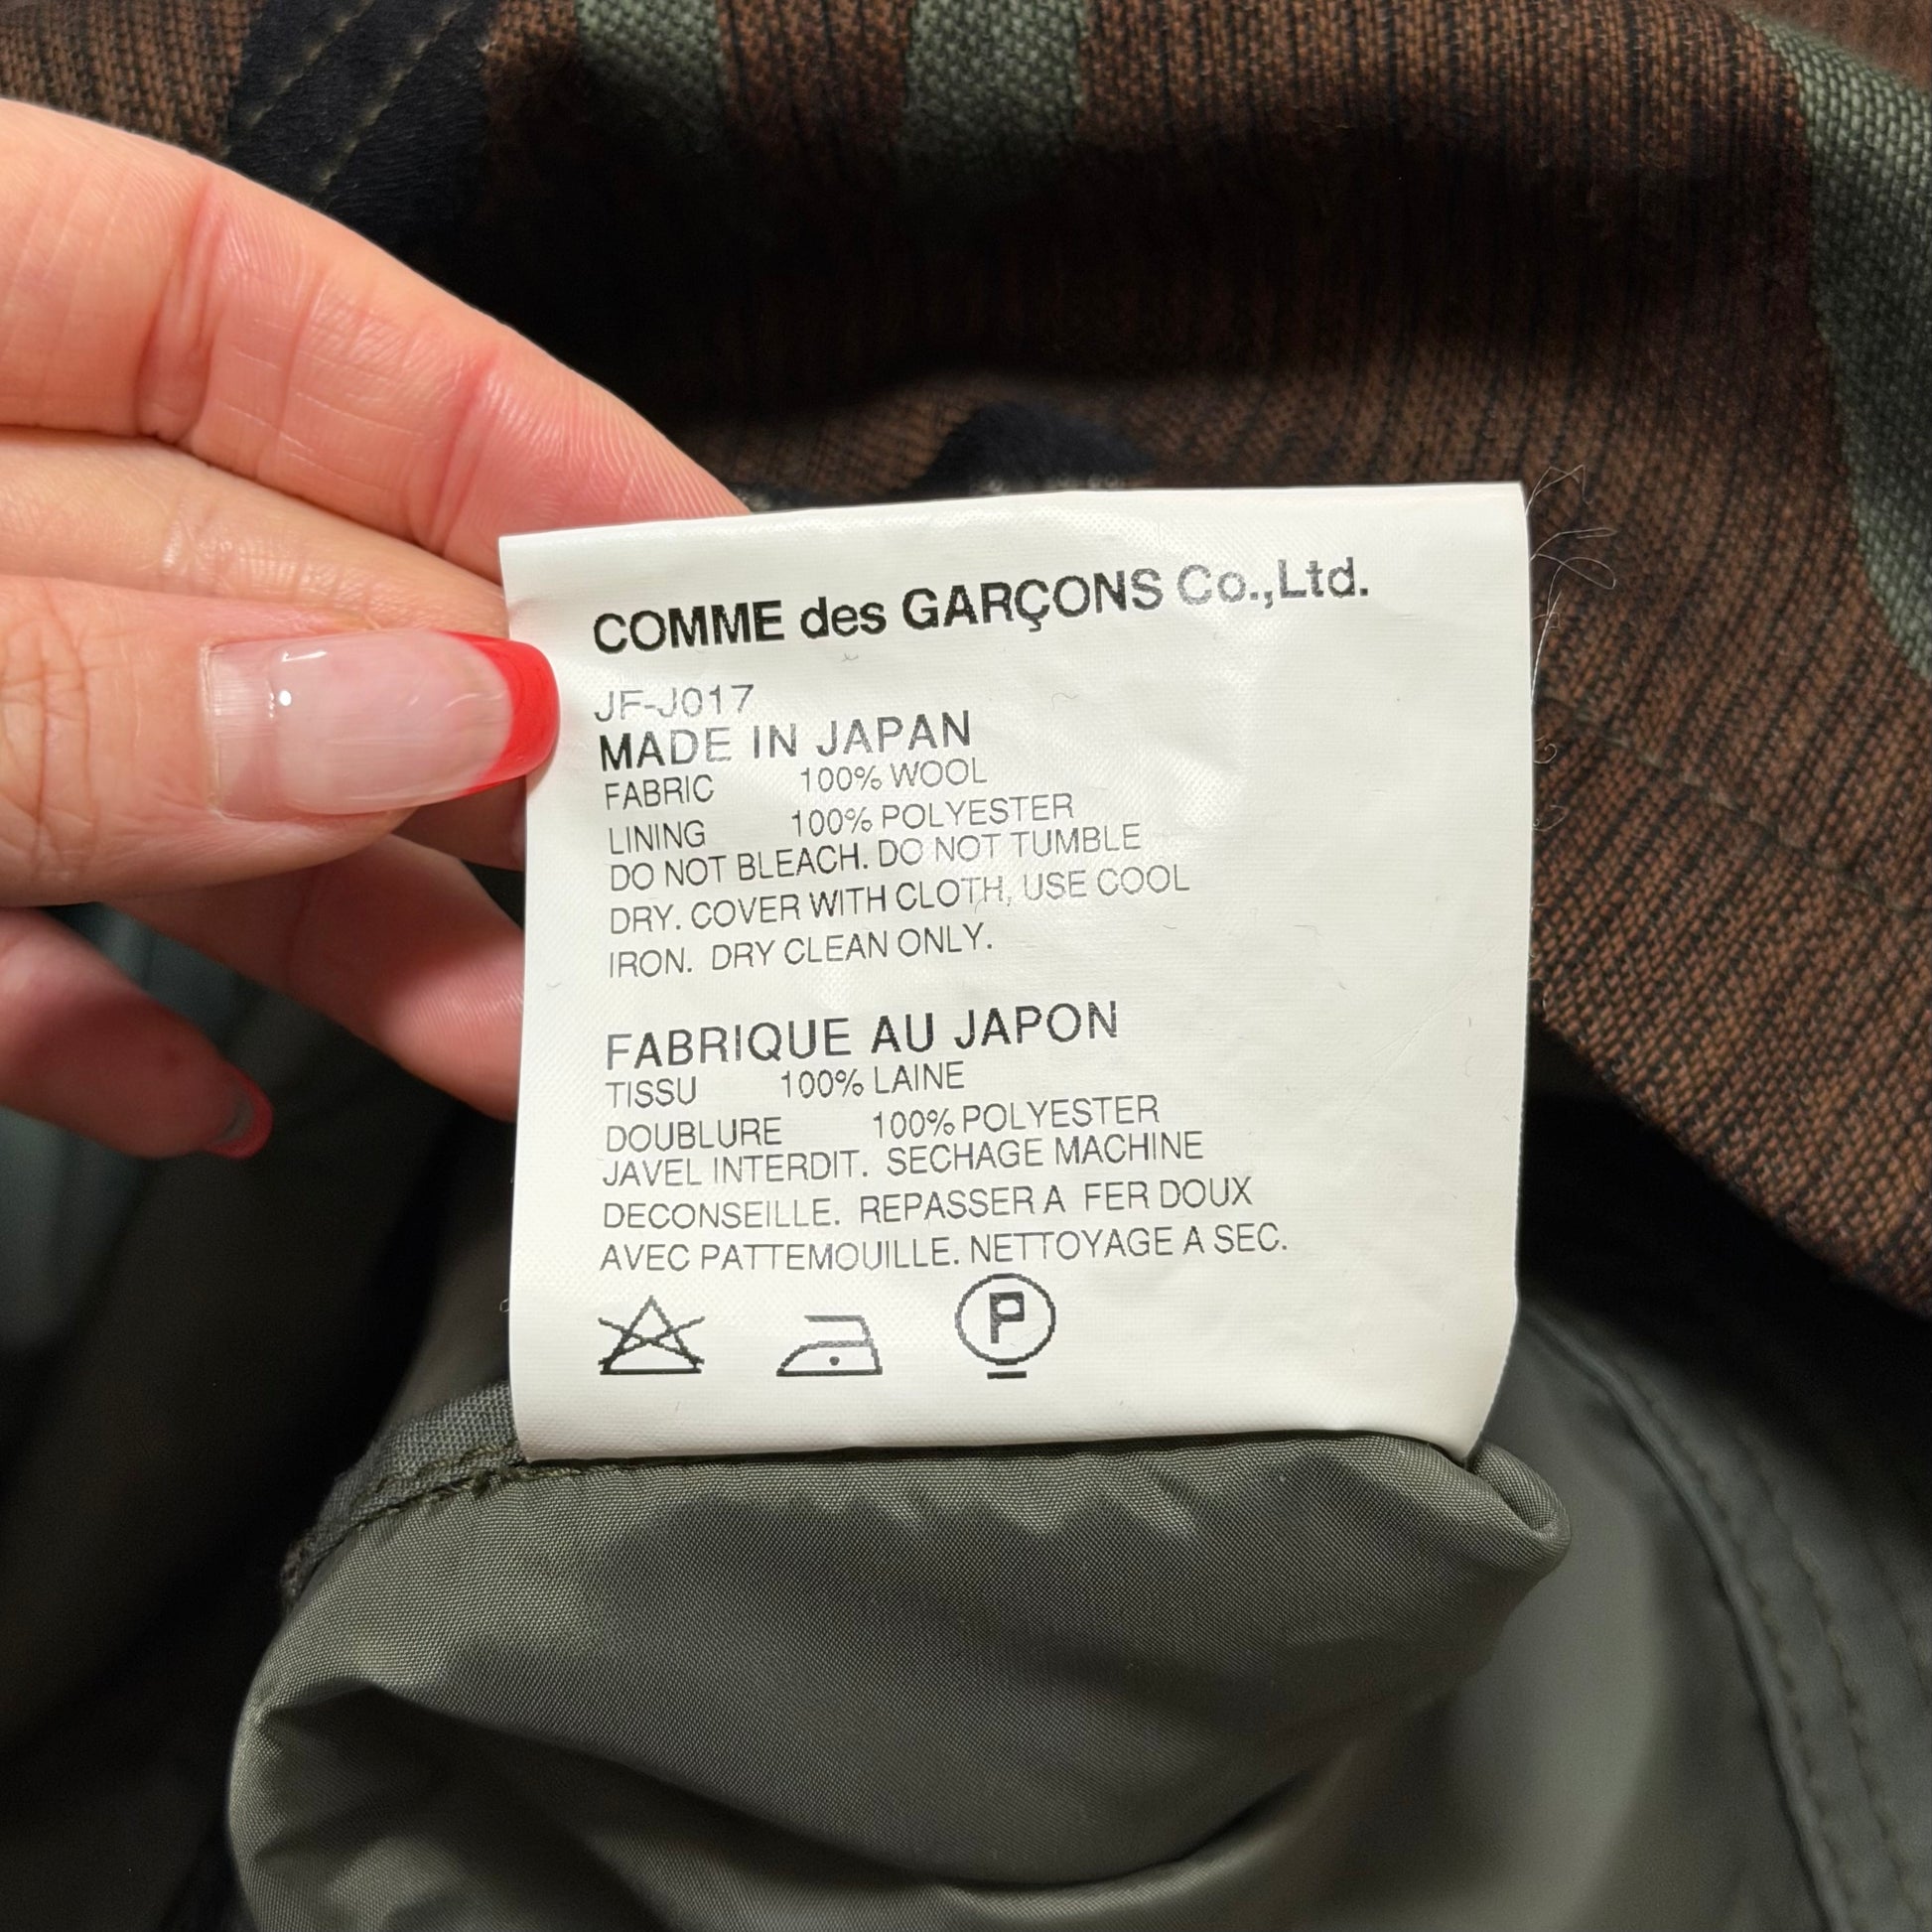 COMME des GARÇONS Co.,Ltd.
JF-J017
MADE IN JAPAN
FABRIC 100% WOOL
LINING 100% POLYESTER
DO NOT BLEACH. DO NOT TUMBLE
DRY. COVER WITH CLOTH, USE COOL
IRON. DRY CLEAN ONLY.
FABRIQUE AU JAPON
TISSU 100% LAINE
DOUBLURE 100% POLYESTER
JAVEL INTERDIT. SECHAGE MACHINE
DECONSEILLE. REPASSER A FER DOUX
AVEC PATTEMOUILLE. NETTOYAGE A SEC.
P